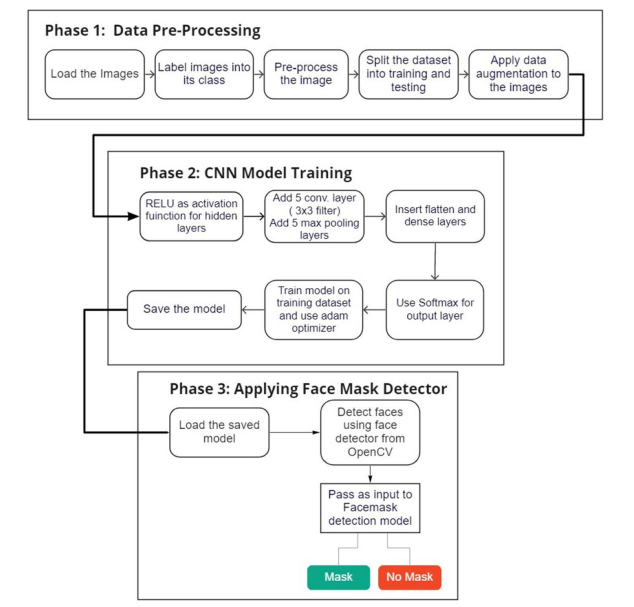 Phase 1:  Data Pre-Processing
Load the Images
Label images into
its class
Pre-process
the image
Split the dataset
into training and
testing
Apply data
augmentation to
the images
Phase 2: CNN Model Training
RELU as activation
function for hidden
layers
Add 5 conv. layer
( 3x3 filter)
Add 5 max pooling
layers
Insert flatten and
dense layers
Use Softmax for
output layer
Train model on
training dataset
and use adam
optimizer
Save the model
Phase 3: Applying Face Mask Detector
Load the saved
model
Detect faces
using face
detector from
OpenCV
Pass as input to
Facemask
detection model
Mask
No Mask